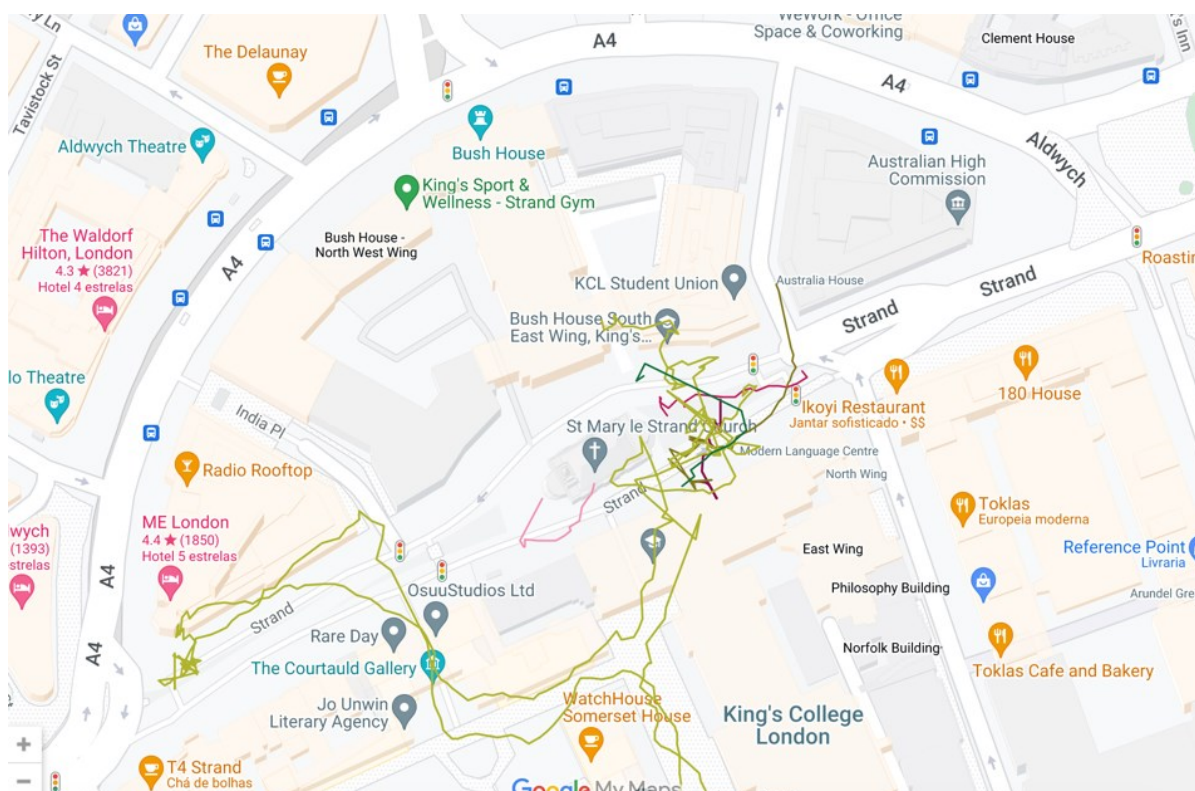 The Delaunay
A4
WeWork - Office
Space & Coworking
Clement House
Tavistock St
A4
Aldwych Theatre
Bush House
Aldwych
Australian High
Commission
King's Sport &
Wellness - Strand Gym
The Waldorf
Hilton, London
4.3 ★ (3821)
Hotel 4 estrelas
Bush House -
North West Wing
A4
KCL Student Union
Australia House
Strand
Strand
Bush House South
East Wing, King's...
lo Theatre
India Pl
Ikoyi Restaurant
Jantar sofisticado • $$
180 House
St Mary le Strand Church
Modern Language Centre
North Wing
Radio Rooftop
Strand
Toklas
Europeia moderna
ME London
4.4 ★ (1850)
Hotel 5 estrelas
lwych
(1393)
strelas
A4
East Wing
Reference Point
Livraria
Philosophy Building
Arundel Gre
OsuuStudios Ltd
Strand
Rare Day
Norfolk Building
A4
The Courtauld Gallery
Toklas Cafe and Bakery
Jo Unwin
Literary Agency
WatchHouse
Somerset House
King's College
London
T4 Strand
Chá de bolhas
Google My Maps
+
−